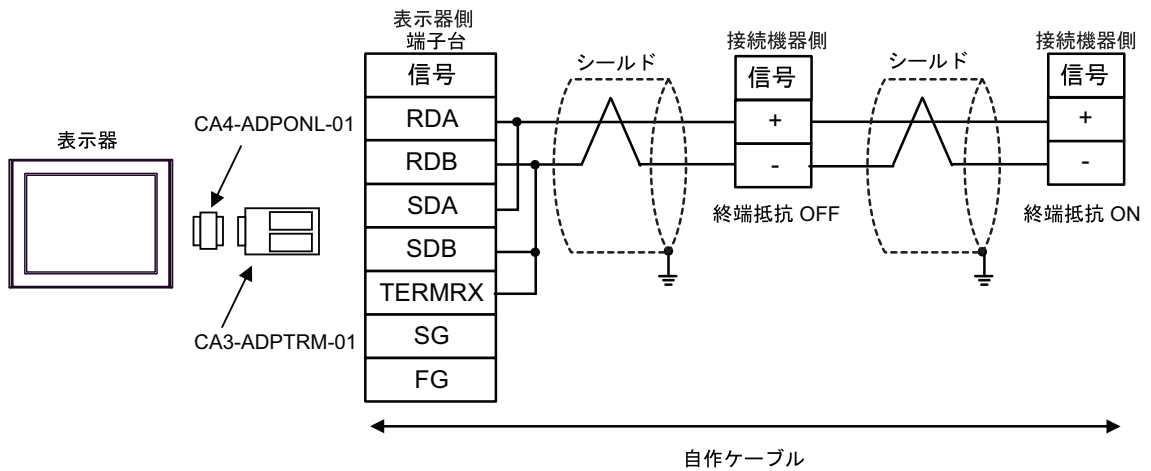 表示器
CA4-ADPONL-01
CA3-ADPTRM-01
表示器側
端子台
信号
RDA
RDB
SDA
SDB
TERMRX
SG
FG
シールド
接続機器側
信号
+
-
終端抵抗 OFF
シールド
接続機器側
信号
+
-
終端抵抗 ON
自作ケーブル